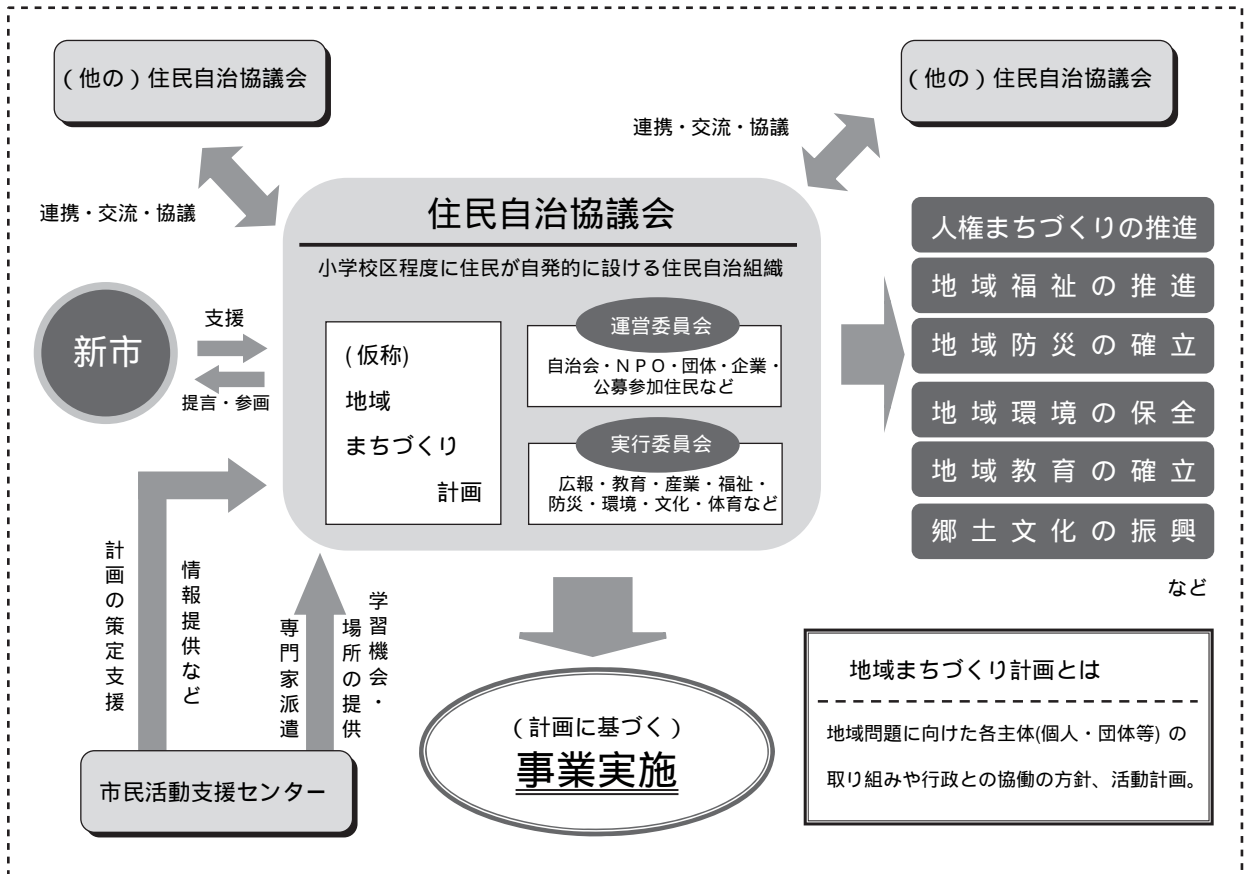 (他の)住民自治協議会
(他の)住民自治協議会
連携・交流・協議
連携・交流・協議
住民自治協議会
小学校区程度に住民が自発的に設ける住民自治組織
新市
支援
提言・参画
(仮称)
地域
まちづくり
計画
運営委員会
自治会・NPO・団体・企業・
公募参加住民など
実行委員会
広報・教育・産業・福祉・
防災・環境・文化・体育など
人権まちづくりの推進
地域福祉の推進
地域防災の確立
地域環境の保全
地域教育の確立
郷土文化の振興
など
計画の策定支援
情報提供など
専門家派遣
学習機会・
場所の提供
市民活動支援センター
(計画に基づく)
事業実施
地域まちづくり計画とは
地域問題に向けた各主体(個人・団体等) の
取り組みや行政との協働の方針、活動計画。